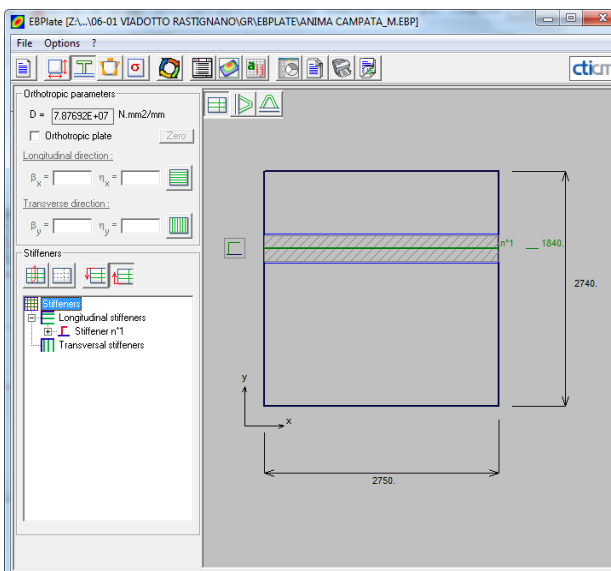 EBPlate [Z:\...\06-01 VIADOTTO RASTIGNANO\GR\EBPLATE\ANIMA CAMPATA_M.EBP]
File Options ?
cticm
Orthotropic parameters
D = 7.87692E+07 N.mm2/mm
Orthotropic plate Zero
Longitudinal direction :
βx = ηx =
Transverse direction :
βy = ηy =
Stiffeners
Stiffeners
Longitudinal stiffeners
Stiffener n°1
Transversal stiffeners
n°1 1840.
2740.
y
x
2750.